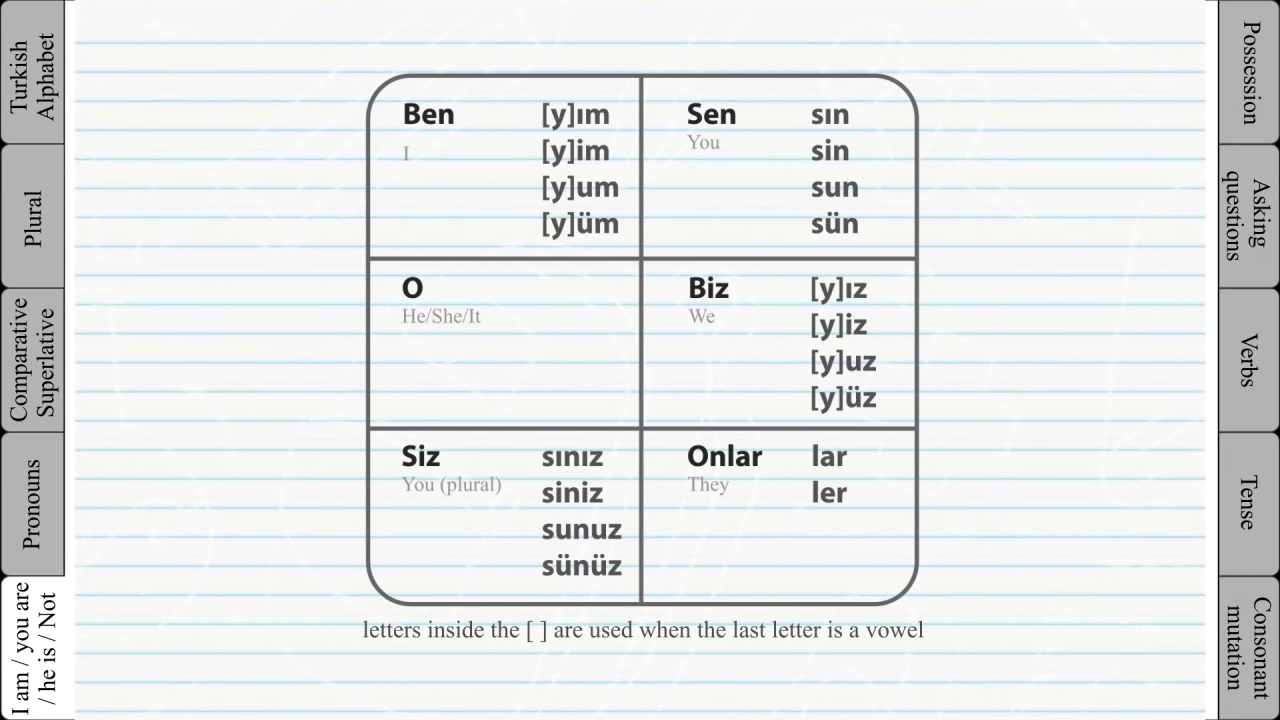 Turkish
Alphabet
Plural
Comparative
Superlative
Pronouns
I am / you are
/ he is / Not
Ben
I
[y]ım
[y]im
[y]um
[y]üm
Sen
You
sın
sin
sun
sün
O
He/She/It
Biz
We
[y]ız
[y]iz
[y]uz
[y]üz
Siz
You (plural)
sınız
siniz
sunuz
sünüz
Onlar
They
lar
ler
letters inside the [ ] are used when the last letter is a vowel
Possession
Asking
questions
Verbs
Tense
Consonant
mutation